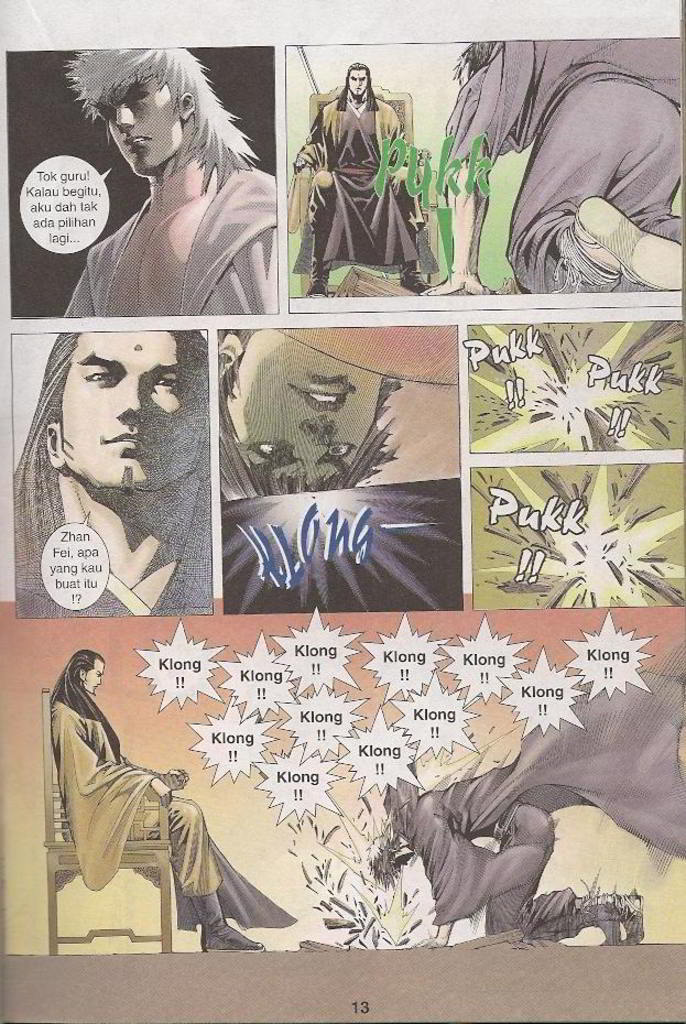 Tok guru!
Kalau begitu,
aku dah tak
ada pilihan
lagi...
Pukk
!
Zhan
Fei, apa
yang kau
buat itu
!?
KLONG
Pukk
!!
Pukk
!!
Pukk
!!
Klong
!!
Klong
!!
Klong
!!
Klong
!!
Klong
!!
Klong
!!
Klong
!!
Klong
!!
Klong
!!
Klong
!!
Klong
!!
Klong
!!
13